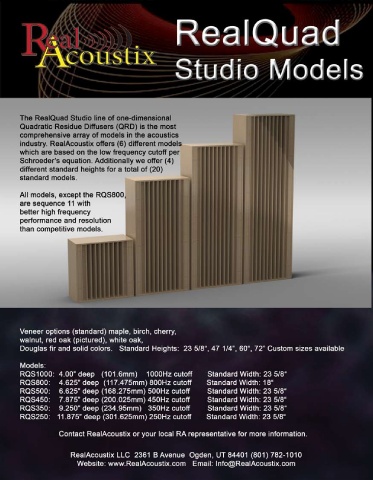 Real Acoustix
RealQuad
Studio Models
The RealQuad Studio line of one-dimensional
Quadratic Residue Diffusers (QRD) is the most
comprehensive array of models in the acoustics
industry. RealAcoustix offers (6) different models
which are based on the low frequency cutoff per
Schroeder's equation. Additionally we offer (4)
different standard heights for a total of (20)
standard models.
All models, except the RQS800,
are sequence 11 with
better high frequency
performance and resolution
than competitive models.
Veneer options (standard) maple, birch, cherry,
walnut, red oak (pictured), white oak,
Douglas fir and solid colors. Standard Heights: 23 5/8", 47 1/4", 60", 72" Custom sizes available
Models:
RQS1000: 4.00" deep (101.6mm) 1000Hz cutoff Standard Width: 23 5/8"
RQS800: 4.625" deep (117.475mm) 800Hz cutoff Standard Width: 18"
RQS500: 6.625" deep (168.275mm) 500Hz cutoff Standard Width: 23 5/8"
RQS450: 7.875" deep (200.025mm) 450Hz cutoff Standard Width: 23 5/8"
RQS350: 9.250" deep (234.95mm) 350Hz cutoff Standard Width: 23 5/8"
RQS250: 11.875" deep (301.625mm) 250Hz cutoff Standard Width: 23 5/8"
Contact RealAcoustix or your local RA representative for more information.
RealAcoustix LLC 2361 B Avenue Ogden, UT 84401 (801) 782-1010
Website: www.RealAcoustix.com Email: Info@RealAcoustix.com